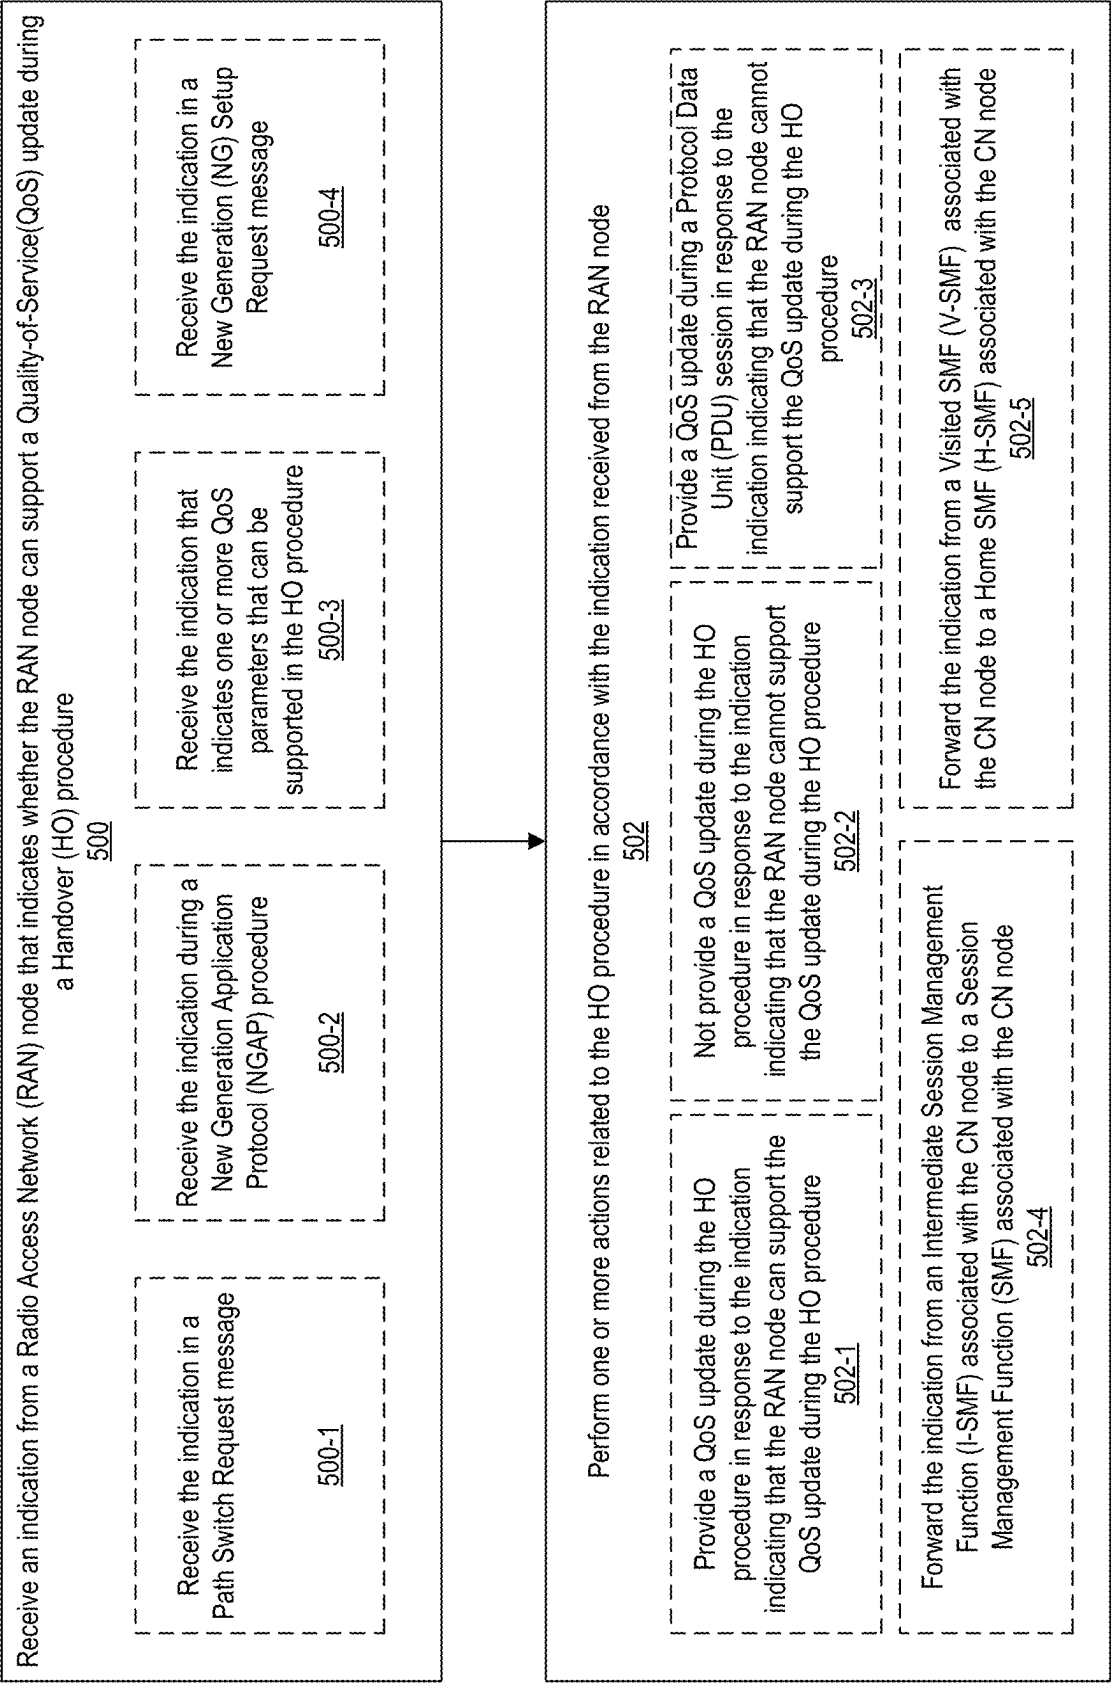 Receive an indication from a Radio Access Network (RAN) node that indicates whether the RAN node can support a Quality-of-Service(QoS) update during
a Handover (HO) procedure
500
Receive the indication in a
Path Switch Request message
500-1
Receive the indication during a
New Generation Application
Protocol (NGAP) procedure
500-2
Receive the indication that
indicates one or more QoS
parameters that can be
supported in the HO procedure
500-3
Receive the indication in a
New Generation (NG) Setup
Request message
500-4
Perform one or more actions related to the HO procedure in accordance with the indication received from the RAN node
502
Provide a QoS update during the HO
procedure in response to the indication
indicating that the RAN node can support the
QoS update during the HO procedure
502-1
Not provide a QoS update during the HO
procedure in response to the indication
indicating that the RAN node cannot support
the QoS update during the HO procedure
502-2
Provide a QoS update during a Protocol Data
Unit (PDU) session in response to the
indication indicating that the RAN node cannot
support the QoS update during the HO
procedure
502-3
Forward the indication from an Intermediate Session Management
Function (I-SMF) associated with the CN node to a Session
Management Function (SMF) associated with the CN node
502-4
Forward the indication from a Visited SMF (V-SMF) associated with
the CN node to a Home SMF (H-SMF) associated with the CN node
502-5